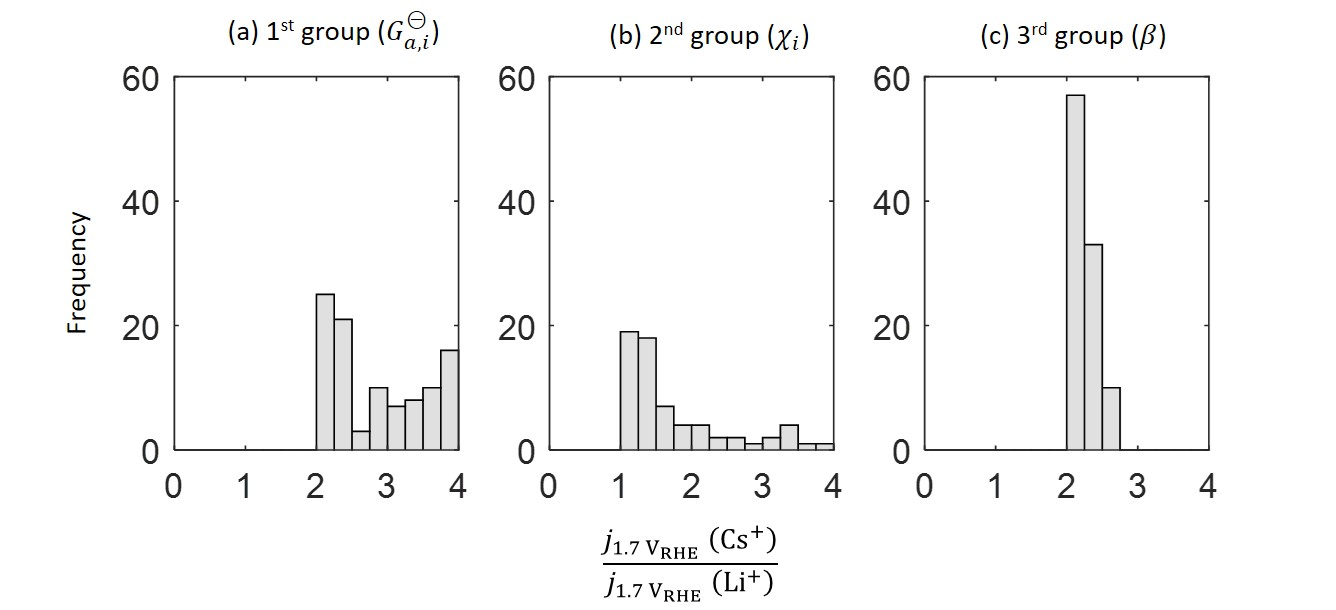 (a) 1st group (G⊖a,i)
(b) 2nd group (χi)
(c) 3rd group (β)
Frequency
60
40
20
0
0 1 2 3 4
60
40
20
0
0 1 2 3 4
60
40
20
0
0 1 2 3 4
j1.7 VRHE (Cs+)
j1.7 VRHE (Li+)